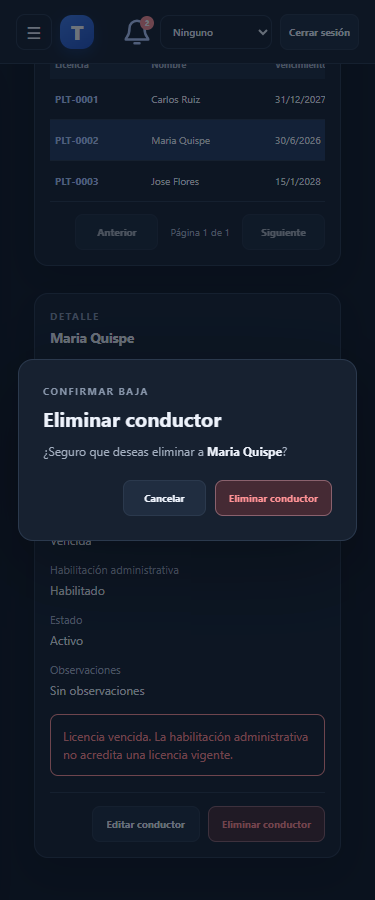 ☰
T
2
Ninguno
Cerrar sesión
Licencia Nombre Vencimiento
PLT-0001 Carlos Ruiz 31/12/2027
PLT-0002 Maria Quispe 30/6/2026
PLT-0003 Jose Flores 15/1/2028
Anterior Página 1 de 1 Siguiente
DETALLE
Maria Quispe
CONFIRMAR BAJA
Eliminar conductor
¿Seguro que deseas eliminar a Maria Quispe?
Cancelar Eliminar conductor
Vencida
Habilitación administrativa
Habilitado
Estado
Activo
Observaciones
Sin observaciones
Licencia vencida. La habilitación administrativa
no acredita una licencia vigente.
Editar conductor Eliminar conductor